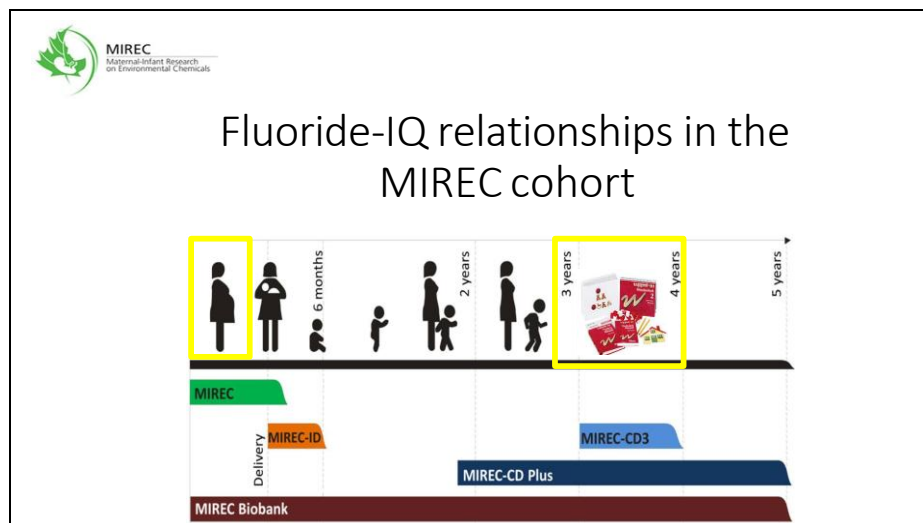 MIREC
Maternal-Infant Research
on Environmental Chemicals
Fluoride-IQ relationships in the
MIREC cohort
6 months
2 years
3 years
4 years
5 years
MIREC
Delivery
MIREC-ID
MIREC-CD3
MIREC-CD Plus
MIREC Biobank